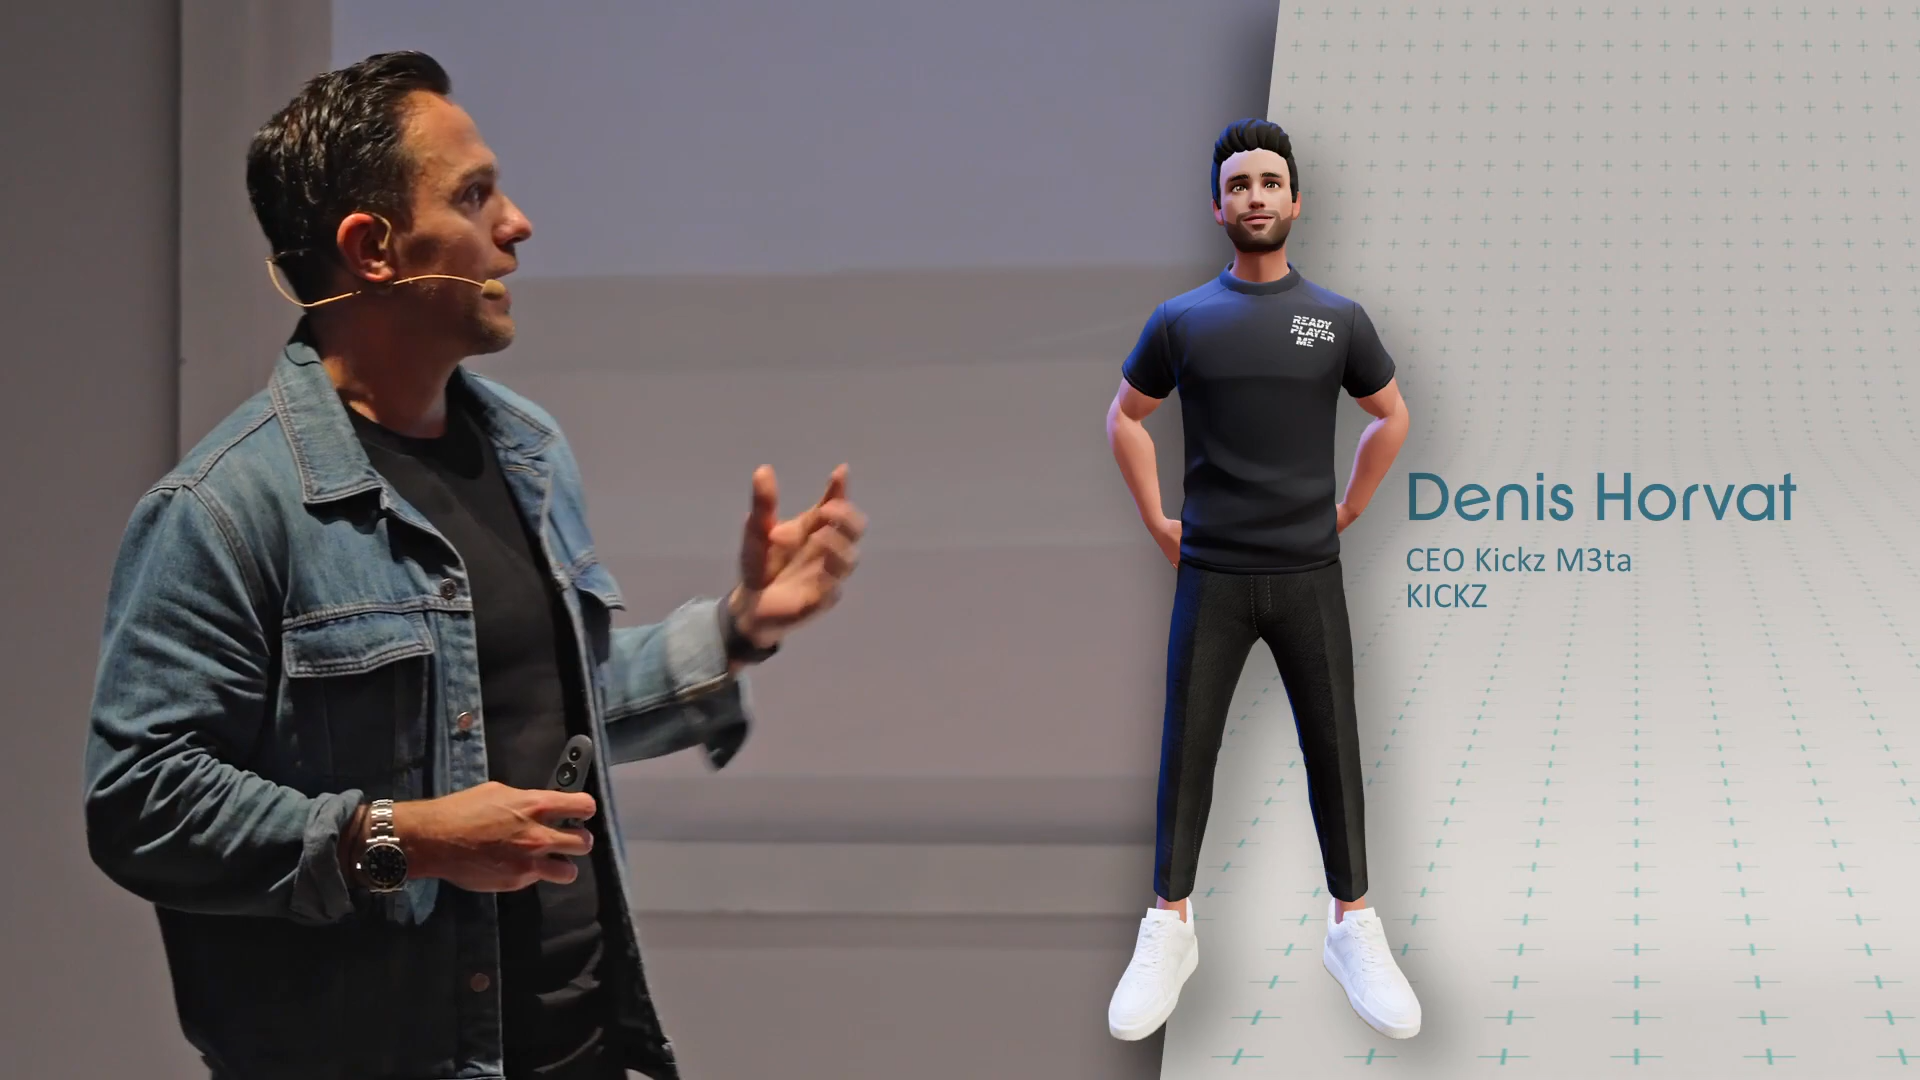 READY
PLAYER
ME
Denis Horvat
CEO Kickz M3ta
KICKZ